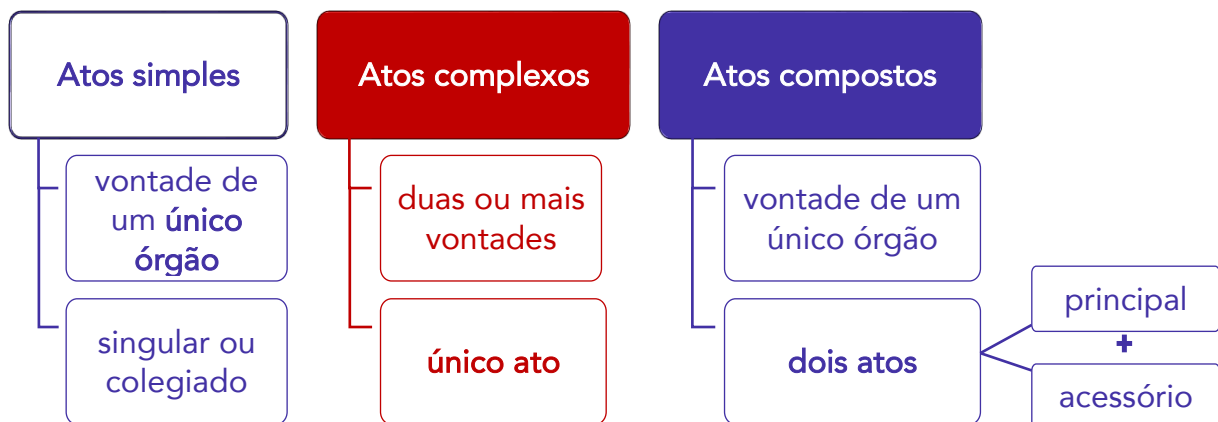 Atos simples
vontade de
um único
órgão
singular ou
colegiado
Atos complexos
duas ou mais
vontades
único ato
Atos compostos
vontade de um
único órgão
dois atos
principal
+
acessório